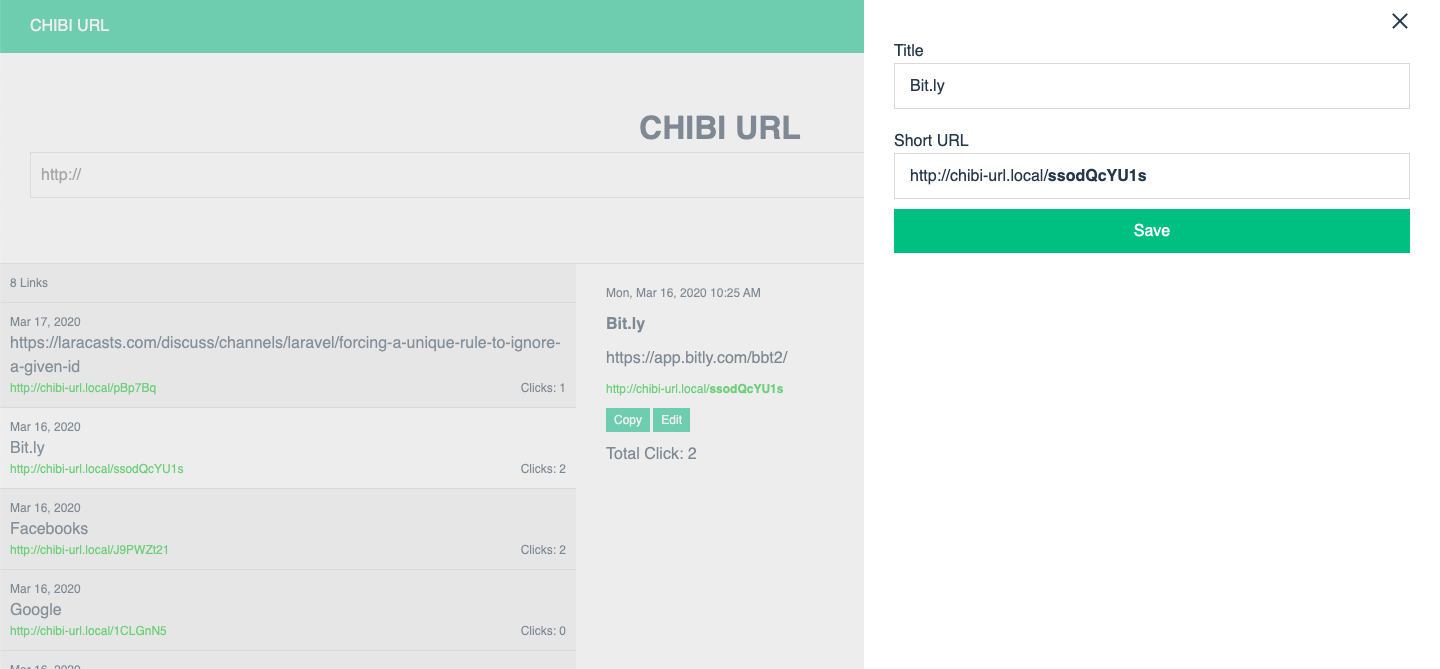 CHIBI URL
CHIBI URL
http://
8 Links
Mar 17, 2020
https://laracasts.com/discuss/channels/laravel/forcing-a-unique-rule-to-ignore-
a-given-id
http://chibi-url.local/pBp7Bq Clicks: 1
Mar 16, 2020
Bit.ly
http://chibi-url.local/ssodQcYU1s Clicks: 2
Mar 16, 2020
Facebooks
http://chibi-url.local/J9PWZt21 Clicks: 2
Mar 16, 2020
Google
http://chibi-url.local/1CLGnN5 Clicks: 0
Mar 16, 2020
Mon, Mar 16, 2020 10:25 AM
Bit.ly
https://app.bitly.com/bbt2/
http://chibi-url.local/ssodQcYU1s
Copy Edit
Total Click: 2
Title
Bit.ly
Short URL
http://chibi-url.local/ssodQcYU1s
Save